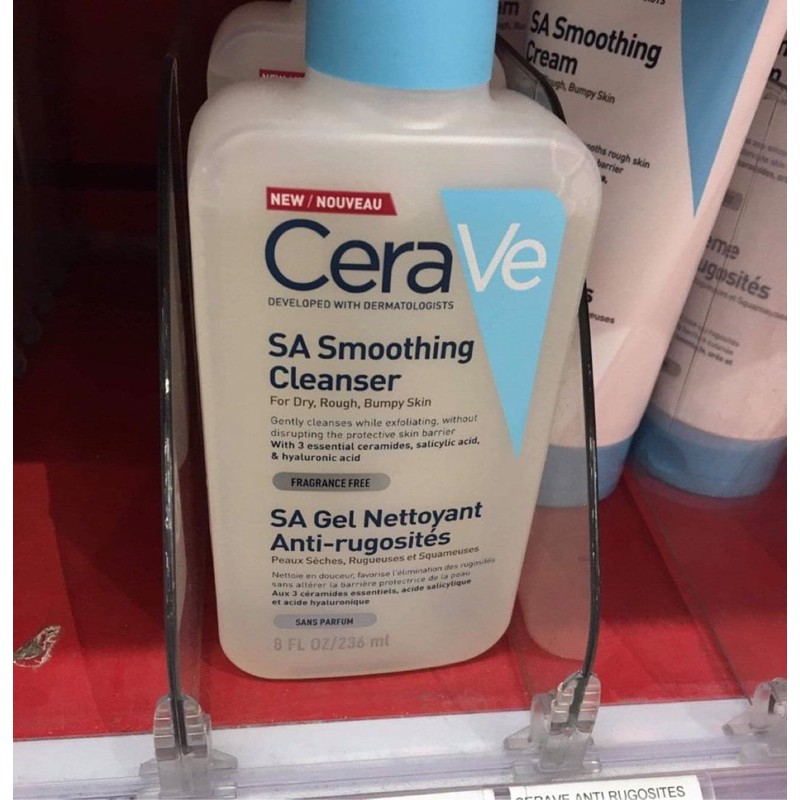 NEW / NOUVEAU
CeraVe
DEVELOPED WITH DERMATOLOGISTS
SA Smoothing
Cleanser
For Dry, Rough, Bumpy Skin
Gently cleanses while exfoliating, without
disrupting the protective skin barrier
With 3 essential ceramides, salicylic acid,
& hyaluronic acid
FRAGRANCE FREE
SA Gel Nettoyant
Anti-rugosités
Peaux Sèches, Rugueuses et Squameuses
Nettoie en douceur, favorise l'élimination des rugosités
sans altérer la barrière protectrice de la peau
Aux 3 céramides essentiels, acide salicylique
et acide hyaluronique
SANS PARFUM
8 FL OZ/236 ml
SA Smoothing
Cream
Rough, Bumpy Skin
rough skin
barrier
CERAVE ANTI RUGOSITES